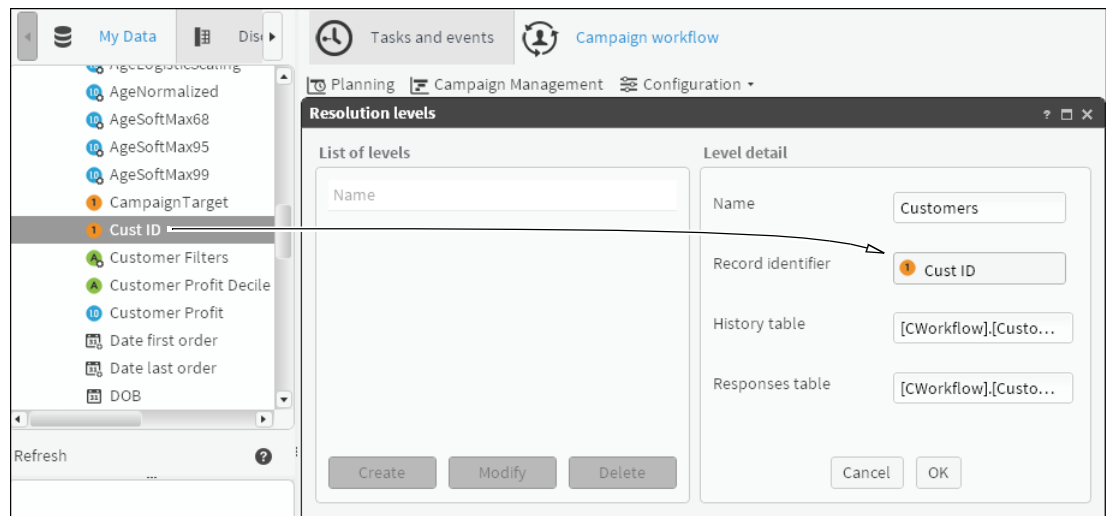 My Data
Dis
Tasks and events
Campaign workflow
Planning
Campaign Management
Configuration
AgeLogisticScaling
AgeNormalized
AgeSoftMax68
AgeSoftMax95
AgeSoftMax99
CampaignTarget
Cust ID
Customer Filters
Customer Profit Decile
Customer Profit
Date first order
Date last order
DOB
Refresh
Resolution levels
List of levels
Name
Create
Modify
Delete
Level detail
Name
Customers
Record identifier
Cust ID
History table
[CWorkflow].[Custo...
Responses table
[CWorkflow].[Custo...
Cancel
OK